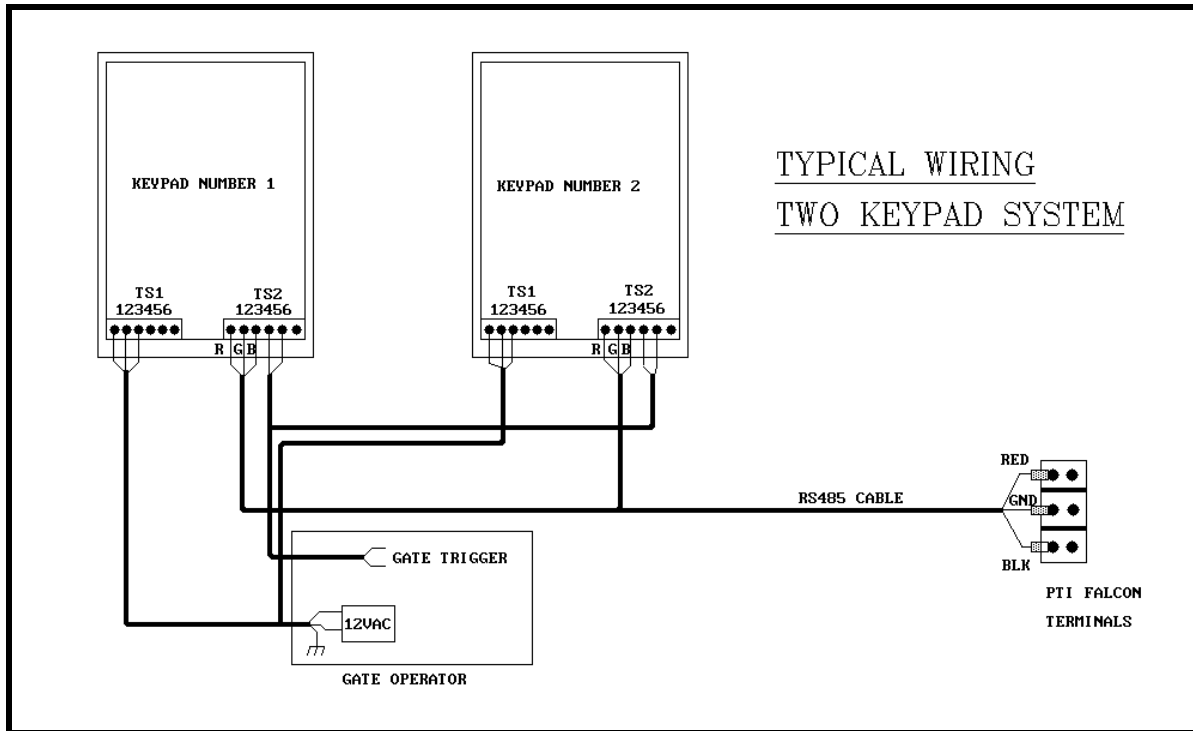 TYPICAL WIRING
TWO KEYPAD SYSTEM
KEYPAD NUMBER 1
TS1
123456
TS2
123456
R G B
KEYPAD NUMBER 2
TS1
123456
TS2
123456
R G B
RED
RS485 CABLE
GND
BLK
PTI FALCON
TERMINALS
GATE TRIGGER
12VAC
GATE OPERATOR